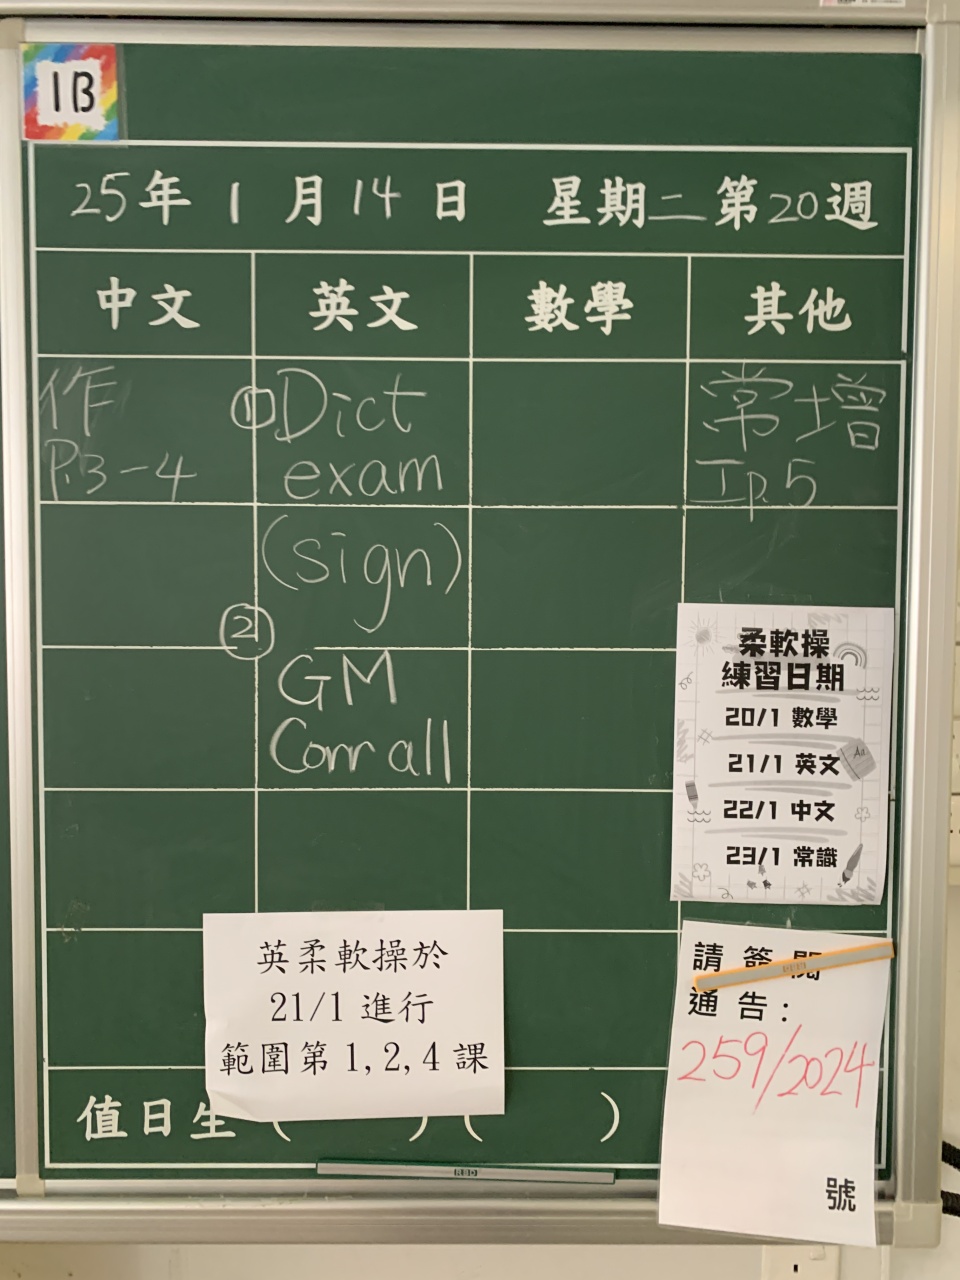 1B
25年1月14日 星期二第20週
中文 英文 數學 其他
作
P.3-4
① Dict
exam
(sign)
② GM
Corr all
常增
Ip.5
柔軟操
練習日期
20/1 數學
21/1 英文
22/1 中文
23/1 常識
英柔軟操於
21/1 進行
範圍第 1, 2, 4 課
請簽閱
通告:
259/2024
號
值日生 ( ) ( )